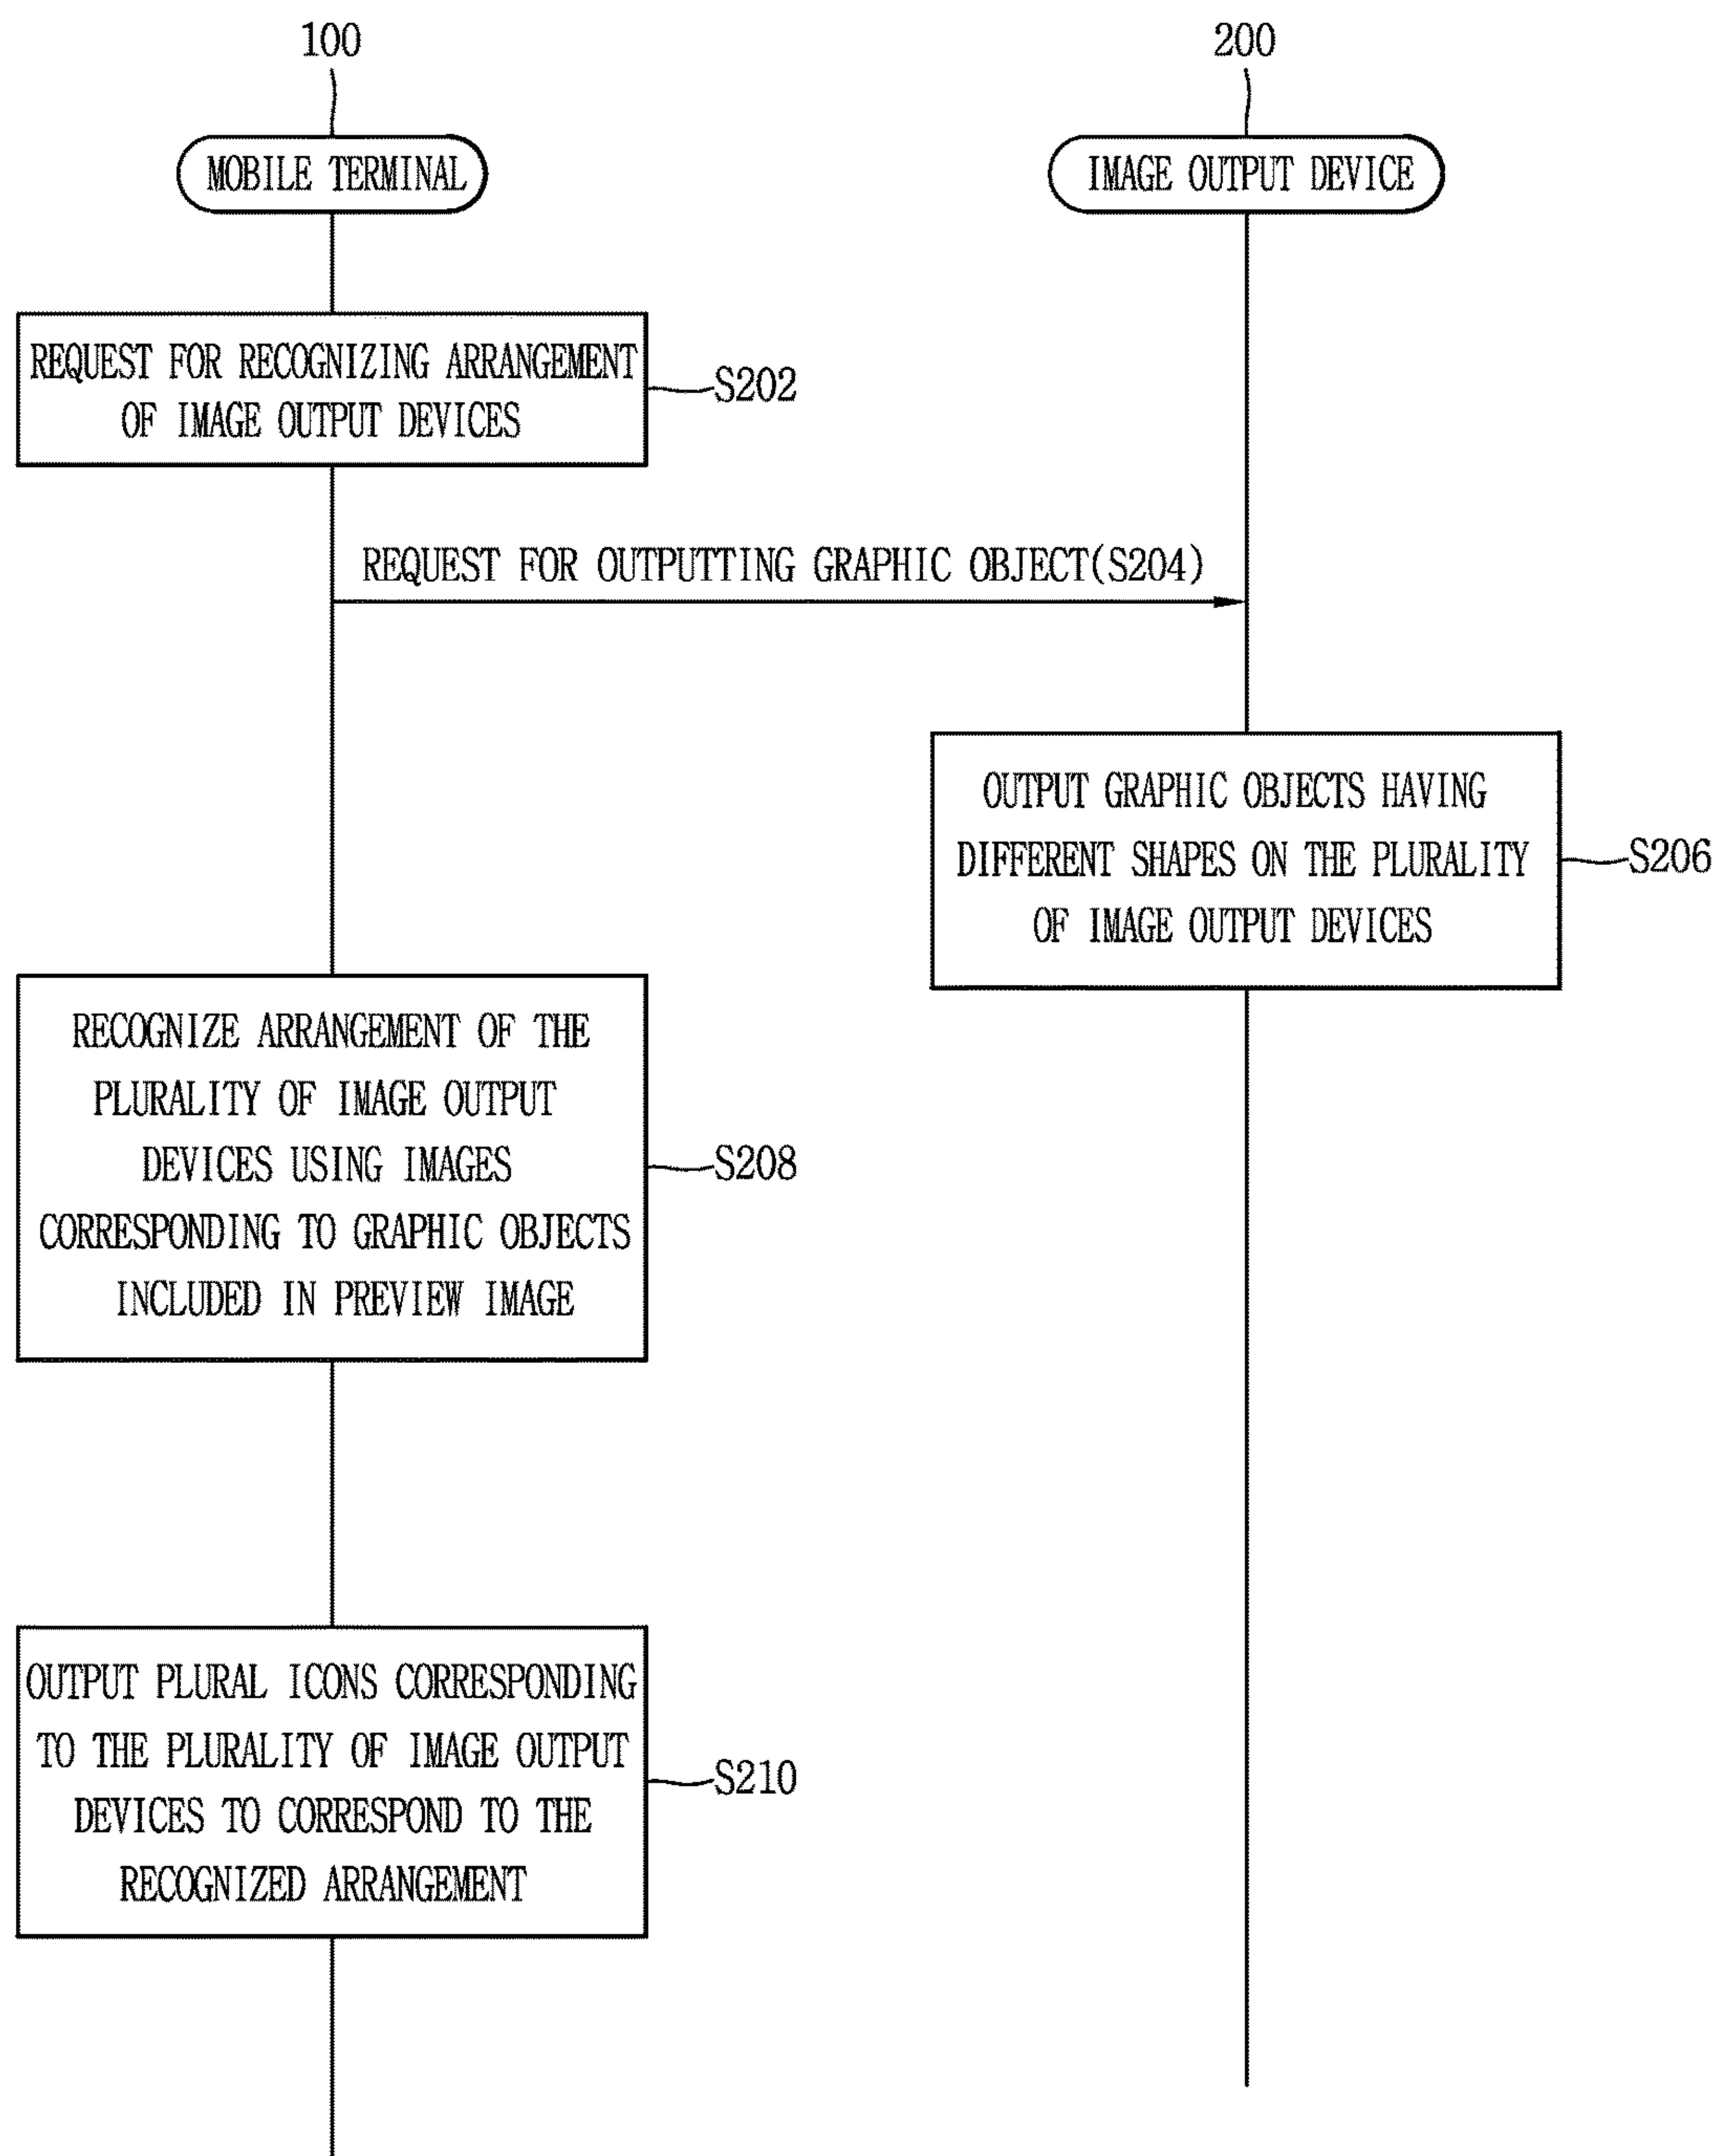 100
200
MOBILE TERMINAL
IMAGE OUTPUT DEVICE
REQUEST FOR RECOGNIZING ARRANGEMENT
OF IMAGE OUTPUT DEVICES
S202
REQUEST FOR OUTPUTTING GRAPHIC OBJECT(S204)
OUTPUT GRAPHIC OBJECTS HAVING
DIFFERENT SHAPES ON THE PLURALITY
OF IMAGE OUTPUT DEVICES
S206
RECOGNIZE ARRANGEMENT OF THE
PLURALITY OF IMAGE OUTPUT
DEVICES USING IMAGES
CORRESPONDING TO GRAPHIC OBJECTS
INCLUDED IN PREVIEW IMAGE
S208
OUTPUT PLURAL ICONS CORRESPONDING
TO THE PLURALITY OF IMAGE OUTPUT
DEVICES TO CORRESPOND TO THE
RECOGNIZED ARRANGEMENT
S210